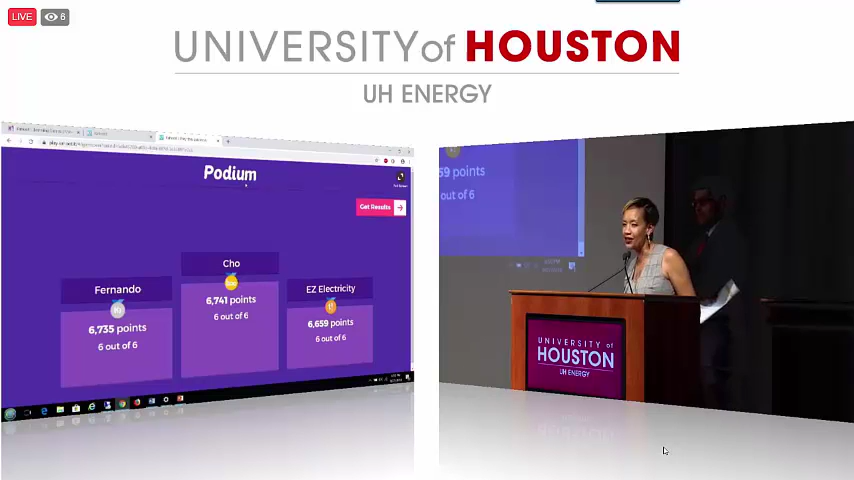 LIVE 6
UNIVERSITY of HOUSTON
UH ENERGY
Podium
Get Results
Cho
6,741 points
6 out of 6
Fernando
6,735 points
6 out of 6
EZ Electricity
6,659 points
6 out of 6
59 points
out of 6
UNIVERSITY of
HOUSTON
UH ENERGY